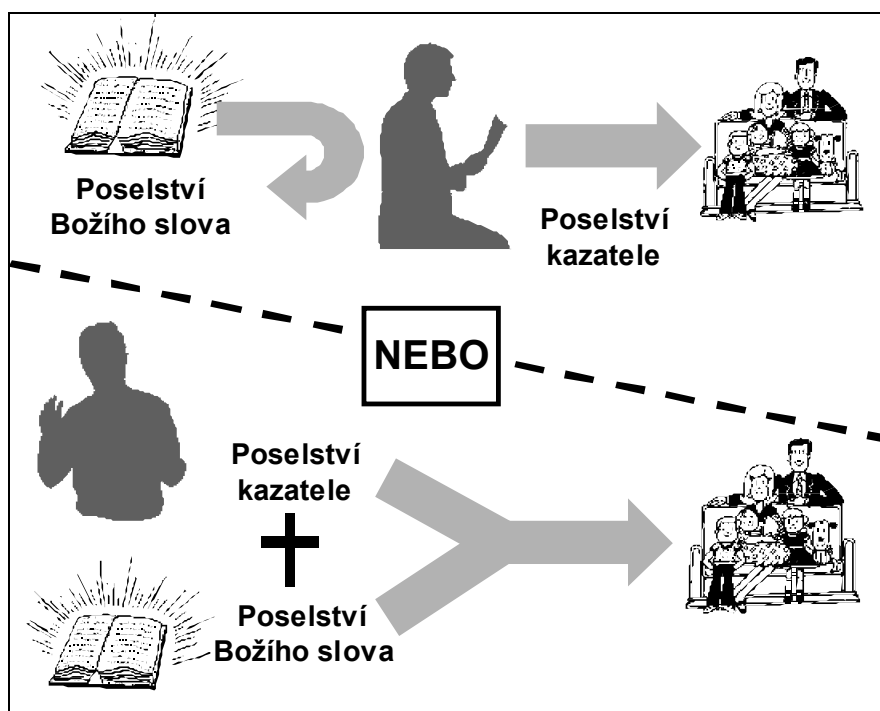 Poselství
Božího slova
Poselství
kazatele
NEBO
Poselství
kazatele
Poselství
Božího slova